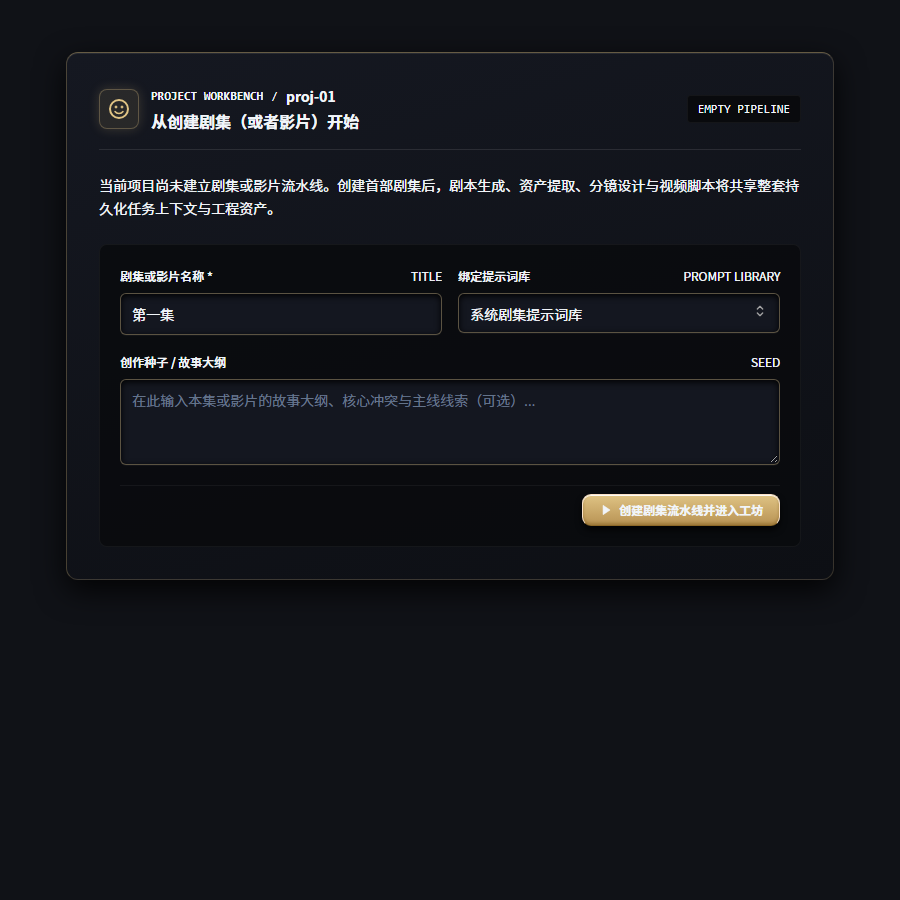 PROJECT WORKBENCH / proj-01
从创建剧集（或者影片）开始
EMPTY PIPELINE
当前项目尚未建立剧集或影片流水线。创建首部剧集后，剧本生成、资产提取、分镜设计与视频脚本将共享整套持
久化任务上下文与工程资产。
剧集或影片名称 * TITLE
第一集
绑定提示词库 PROMPT LIBRARY
系统剧集提示词库
创作种子 / 故事大纲 SEED
在此输入本集或影片的故事大纲、核心冲突与主线线索（可选）...
创建剧集流水线并进入工坊